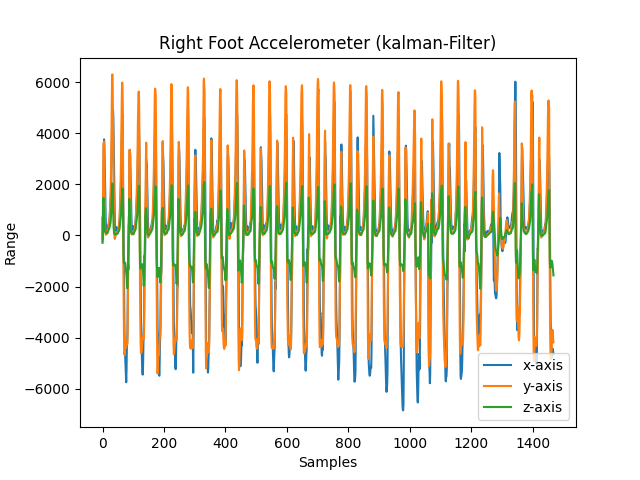 Right Foot Accelerometer (kalman-Filter)
6000
4000
2000
0
−2000
−4000
−6000
Range
0 200 400 600 800 1000 1200 1400
Samples
x-axis
y-axis
z-axis